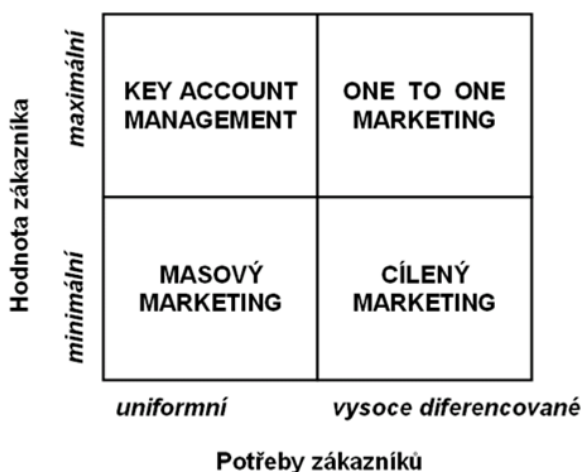 Hodnota zákazníka
maximální
KEY ACCOUNT
MANAGEMENT
ONE TO ONE
MARKETING
minimální
MASOVÝ
MARKETING
CÍLENÝ
MARKETING
uniformní
vysoce diferencované
Potřeby zákazníků